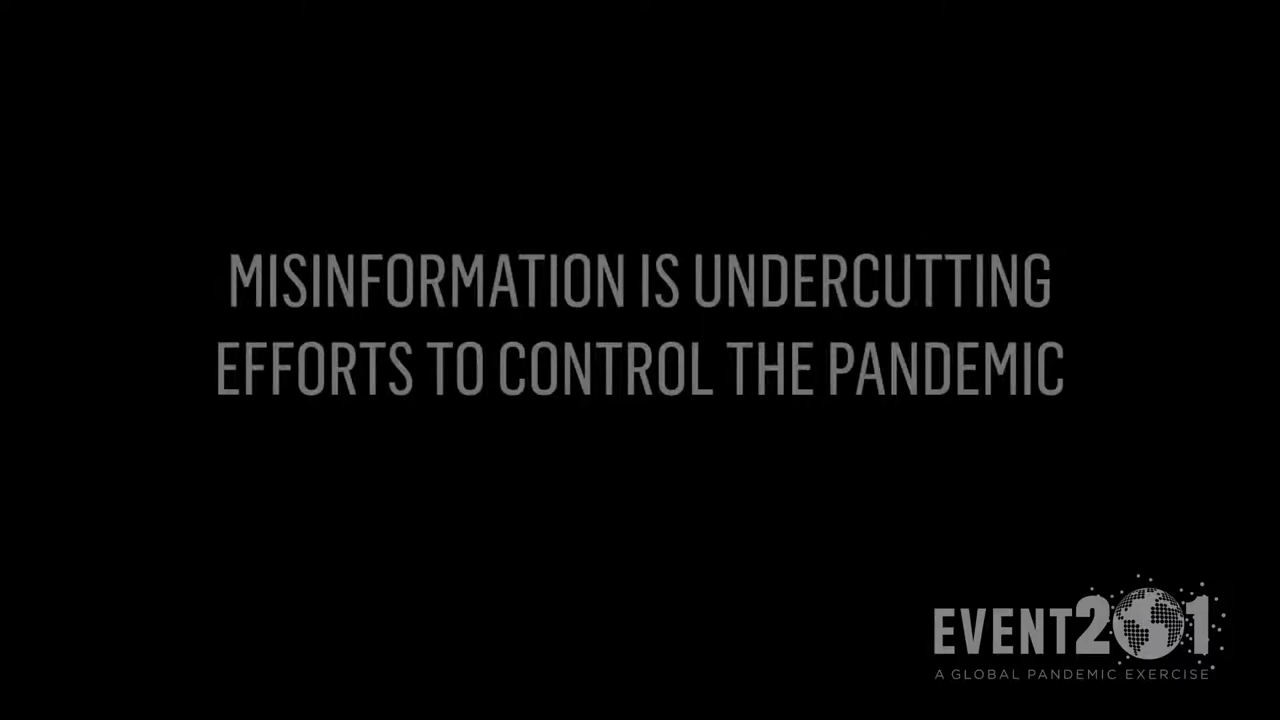 MISINFORMATION IS UNDERCUTTING
EFFORTS TO CONTROL THE PANDEMIC
EVENT201
A GLOBAL PANDEMIC EXERCISE